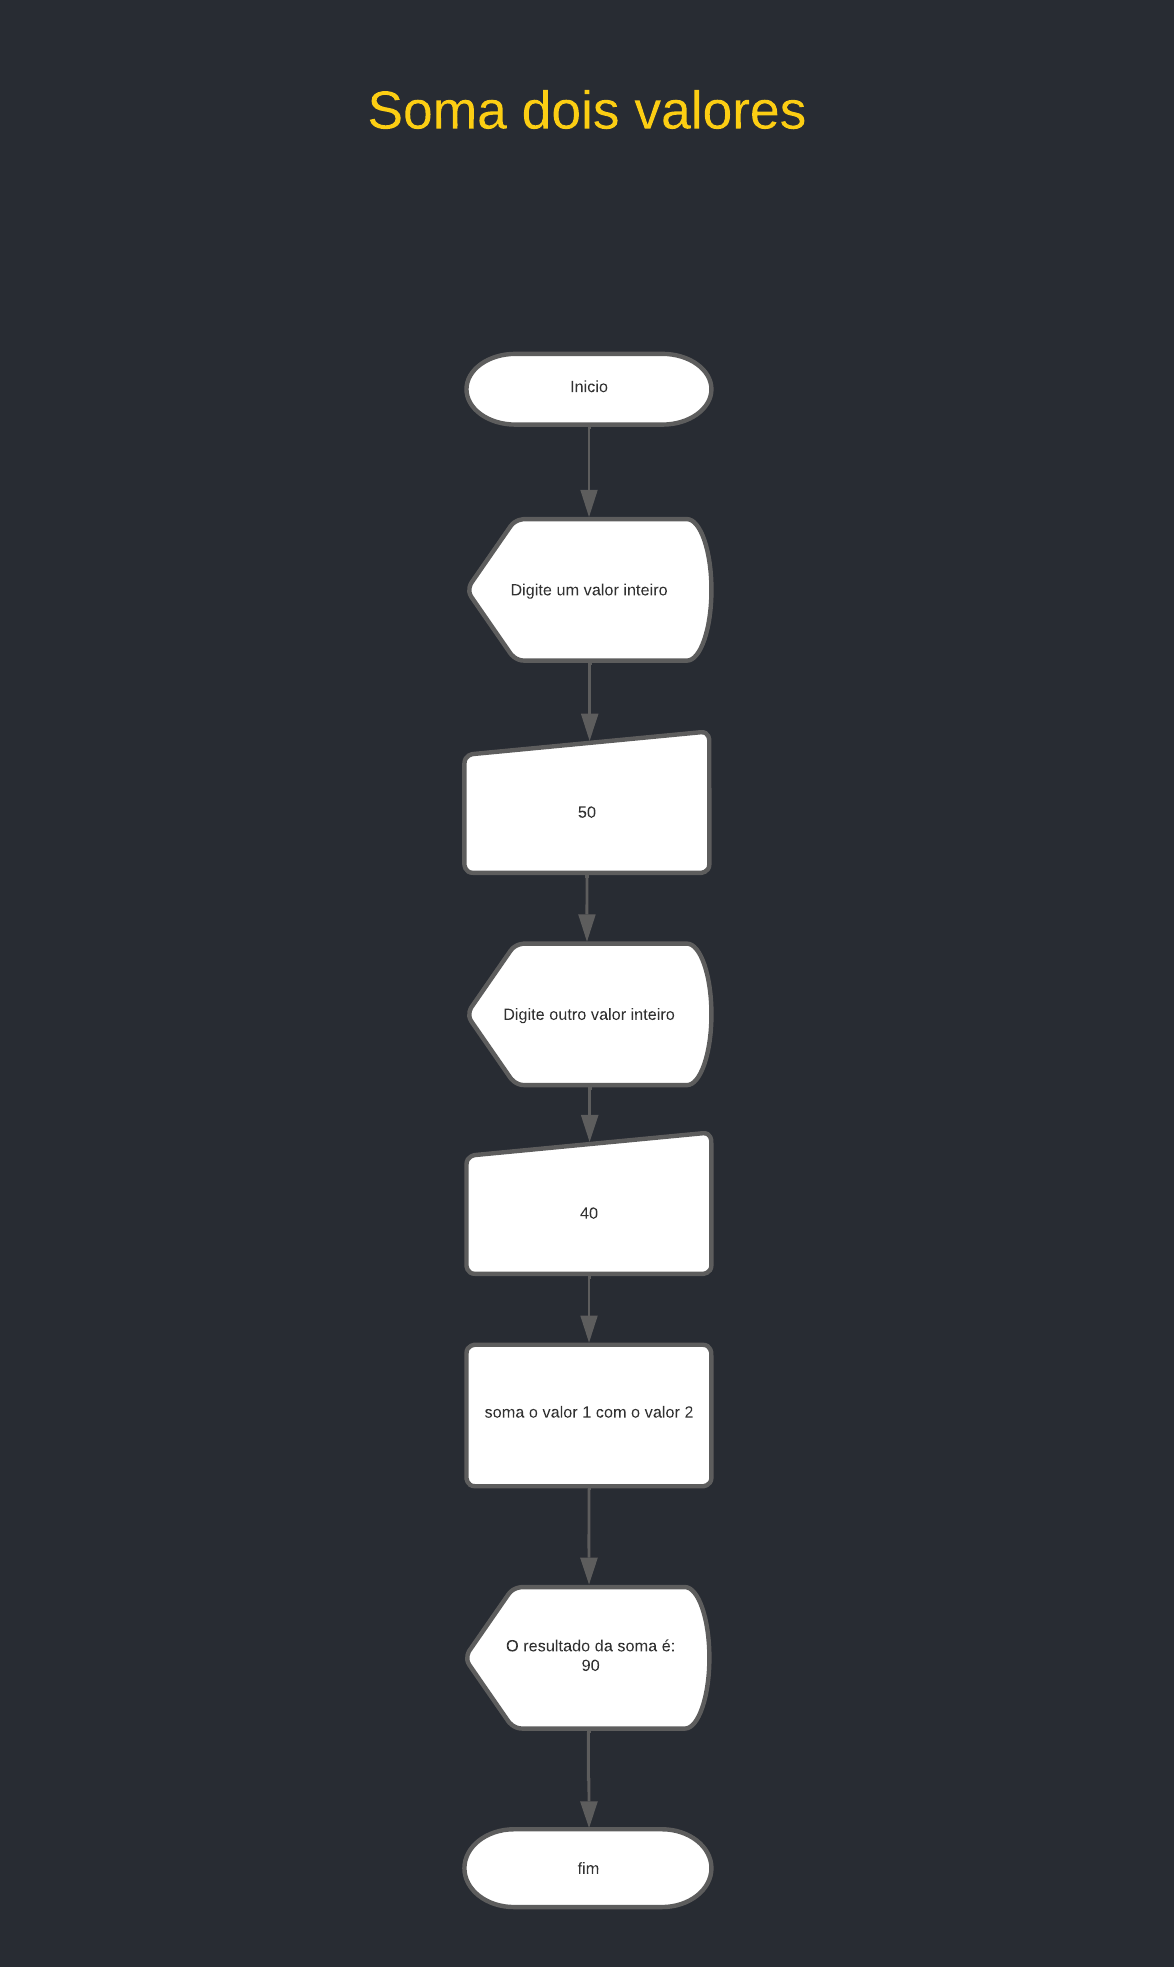 Soma dois valores
Inicio
Digite um valor inteiro
50
Digite outro valor inteiro
40
soma o valor 1 com o valor 2
O resultado da soma é:
90
fim